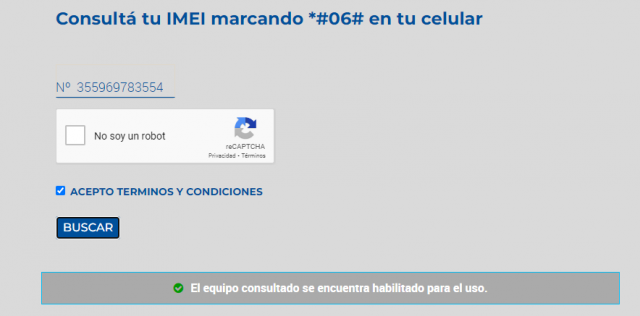 Consultá tu IMEI marcando *#06# en tu celular
Nº 355969783554
No soy un robot
reCAPTCHA
Privacidad - Términos
ACEPTO TERMINOS Y CONDICIONES
BUSCAR
El equipo consultado se encuentra habilitado para el uso.